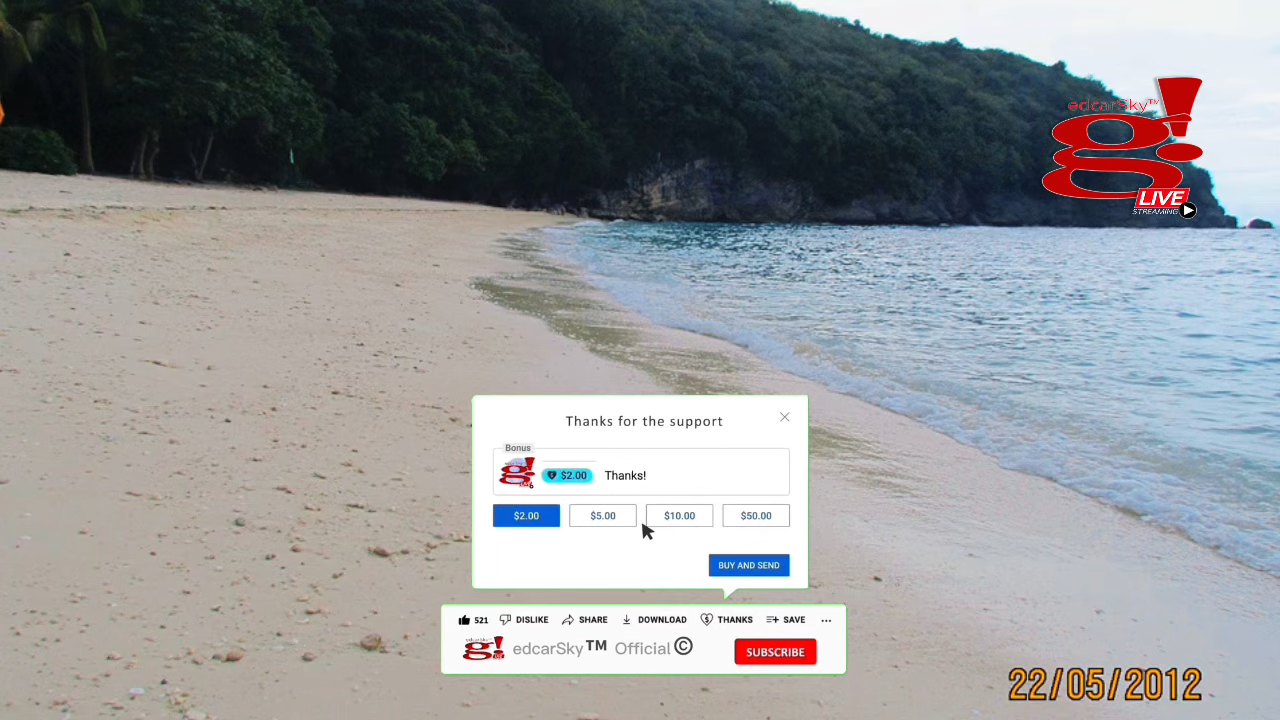 edcarSky™
g!
LIVE
STREAMING
Thanks for the support
Bonus
g! $2.00 Thanks!
$2.00 $5.00 $10.00 $50.00
BUY AND SEND
521 DISLIKE SHARE DOWNLOAD THANKS SAVE ...
g! edcarSky™ Official © SUBSCRIBE
22/05/2012